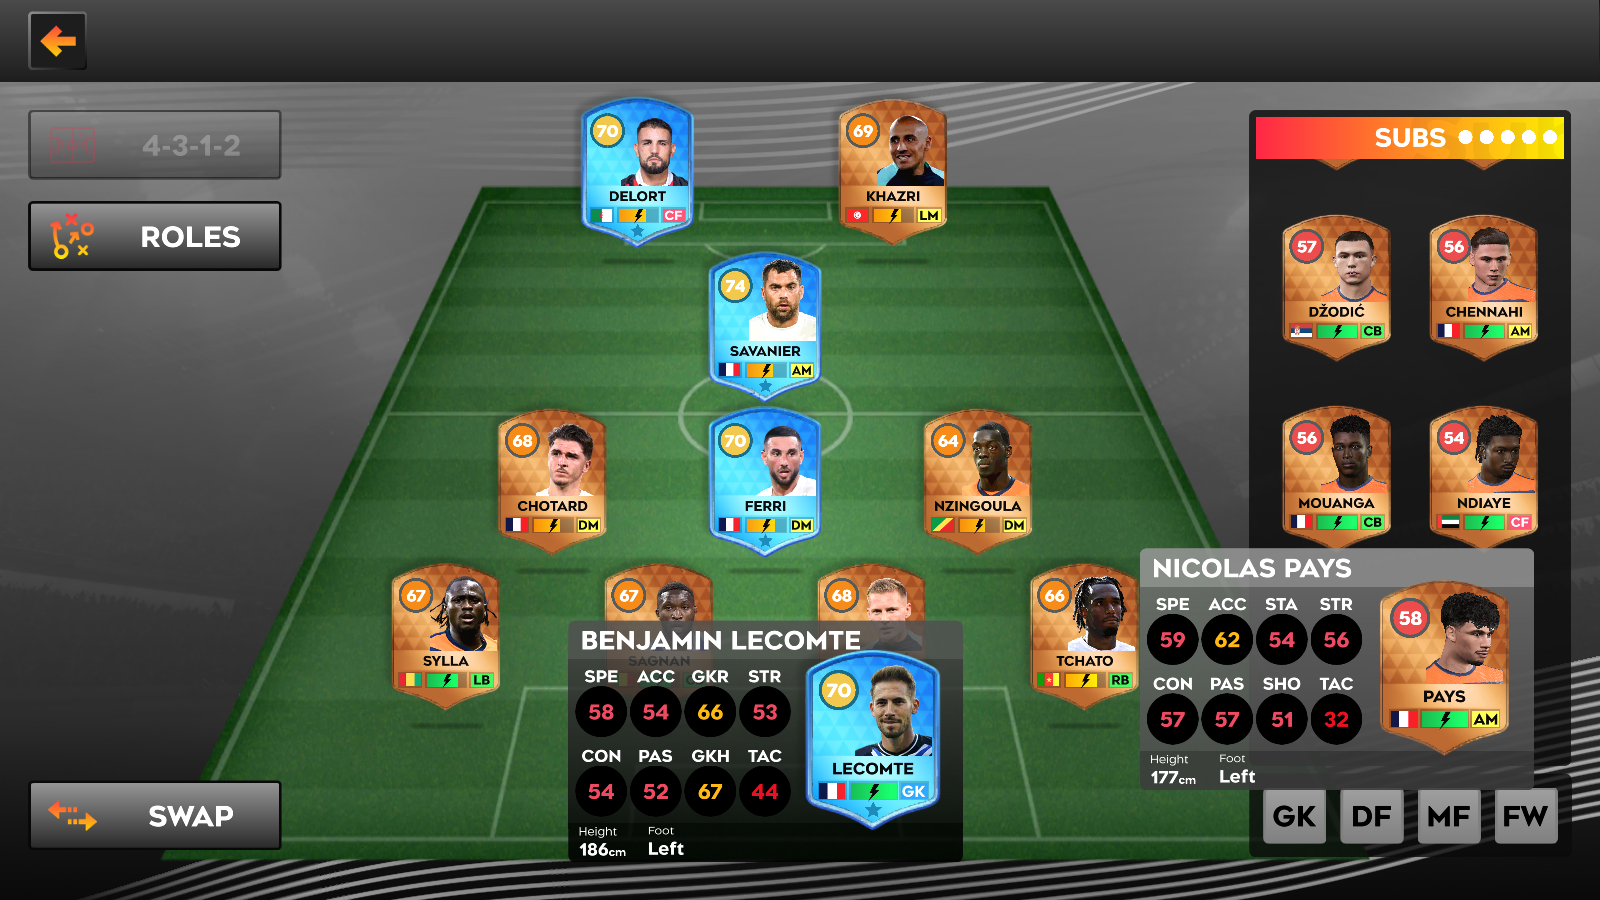 4-3-1-2
ROLES
SWAP
70
DELORT
CF
69
KHAZRI
LM
74
SAVANIER
AM
68
CHOTARD
DM
70
FERRI
DM
64
NZINGOULA
DM
67
SYLLA
LB
67
SAGNAN
68
66
TCHATO
RB
BENJAMIN LECOMTE
SPE ACC GKR STR
58 54 66 53
CON PAS GKH TAC
54 52 67 44
Height Foot
186cm Left
70
LECOMTE
GK
SUBS
57
DŽODIĆ
CB
56
CHENNAHI
AM
56
MOUANGA
CB
54
NDIAYE
CF
NICOLAS PAYS
SPE ACC STA STR
59 62 54 56
CON PAS SHO TAC
57 57 51 32
Height Foot
177cm Left
58
PAYS
AM
GK DF MF FW